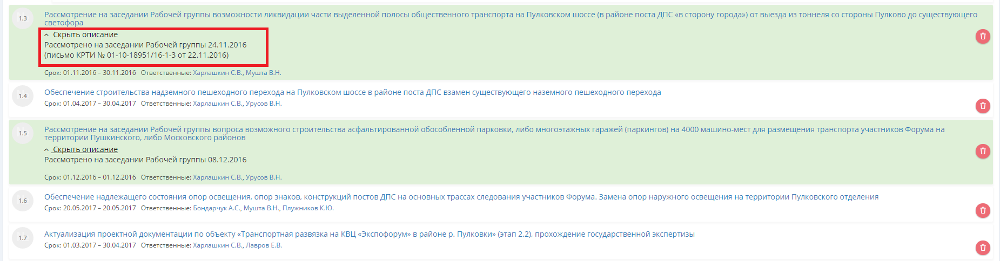 1.3
Рассмотрение на заседании Рабочей группы возможности ликвидации части выделенной полосы общественного транспорта на Пулковском шоссе (в районе поста ДПС «в сторону города») от выезда из тоннеля со стороны Пулково до существующего
светофора
Скрыть описание
Рассмотрено на заседании Рабочей группы 24.11.2016
(письмо КРТИ № 01-10-18951/16-1-3 от 22.11.2016)
Срок: 01.11.2016 – 30.11.2016 Ответственные: Харлашкин С.В., Мушта В.Н.
1.4
Обеспечение строительства надземного пешеходного перехода на Пулковском шоссе в районе поста ДПС взамен существующего наземного пешеходного перехода
Срок: 01.04.2017 – 30.04.2017 Ответственные: Харлашкин С.В., Урусов В.Н.
1.5
Рассмотрение на заседании Рабочей группы вопроса возможного строительства асфальтированной обособленной парковки, либо многоэтажных гаражей (паркингов) на 4000 машино-мест для размещения транспорта участников Форума на
территории Пушкинского, либо Московского районов
Скрыть описание
Рассмотрено на заседании Рабочей группы 08.12.2016
Срок: 01.12.2016 – 01.12.2016 Ответственные: Харлашкин С.В., Урусов В.Н.
1.6
Обеспечение надлежащего состояния опор освещения, опор знаков, конструкций постов ДПС на основных трассах следования участников Форума. Замена опор наружного освещения на территории Пулковского отделения
Срок: 20.05.2017 – 20.05.2017 Ответственные: Бондарчук А.С., Мушта В.Н., Плужников К.Ю.
1.7
Актуализация проектной документации по объекту «Транспортная развязка на КВЦ «Экспофорум» в районе р. Пулковки» (этап 2.2), прохождение государственной экспертизы
Срок: 01.03.2017 – 30.04.2017 Ответственные: Харлашкин С.В., Лавров Е.В.